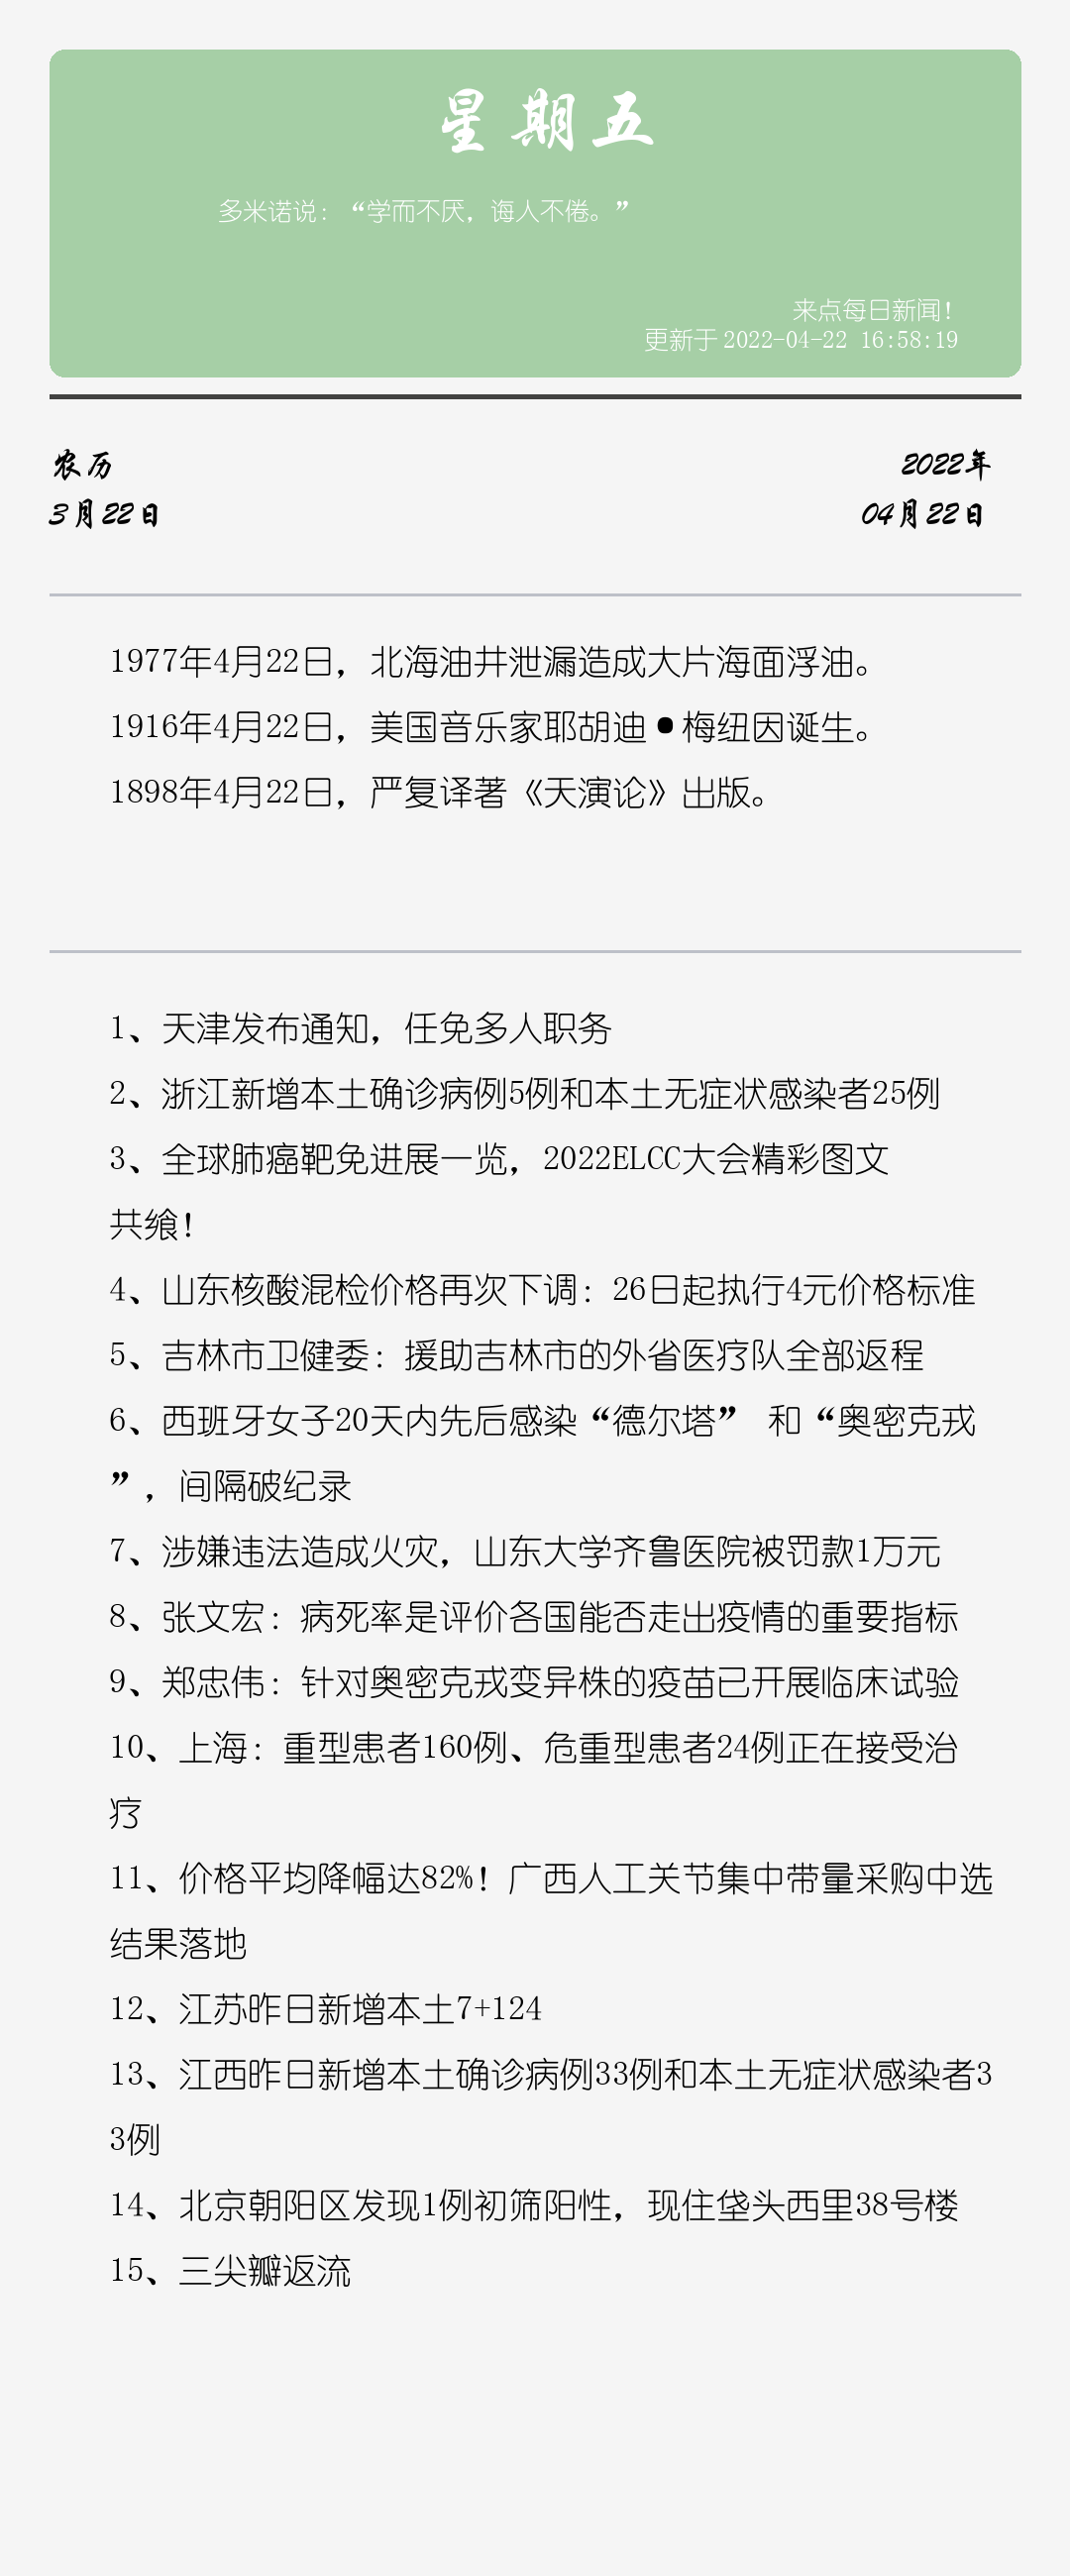 星期五
多米诺说：“学而不厌，诲人不倦。”
来点每日新闻！
更新于 2022-04-22 16:58:19
农历
2022年
3月22日
04月22日
1977年4月22日，北海油井泄漏造成大片海面浮油。
1916年4月22日，美国音乐家耶胡迪•梅纽因诞生。
1898年4月22日，严复译著《天演论》出版。
1、天津发布通知，任免多人职务
2、浙江新增本土确诊病例5例和本土无症状感染者25例
3、全球肺癌靶免进展一览，2022ELCC大会精彩图文
共飨！
4、山东核酸混检价格再次下调：26日起执行4元价格标准
5、吉林市卫健委：援助吉林市的外省医疗队全部返程
6、西班牙女子20天内先后感染“德尔塔” 和“奥密克戎
”，间隔破纪录
7、涉嫌违法造成火灾，山东大学齐鲁医院被罚款1万元
8、张文宏：病死率是评价各国能否走出疫情的重要指标
9、郑忠伟：针对奥密克戎变异株的疫苗已开展临床试验
10、上海：重型患者160例、危重型患者24例正在接受治
疗
11、价格平均降幅达82%！广西人工关节集中带量采购中选
结果落地
12、江苏昨日新增本土7+124
13、江西昨日新增本土确诊病例33例和本土无症状感染者3
3例
14、北京朝阳区发现1例初筛阳性，现住垡头西里38号楼
15、三尖瓣返流